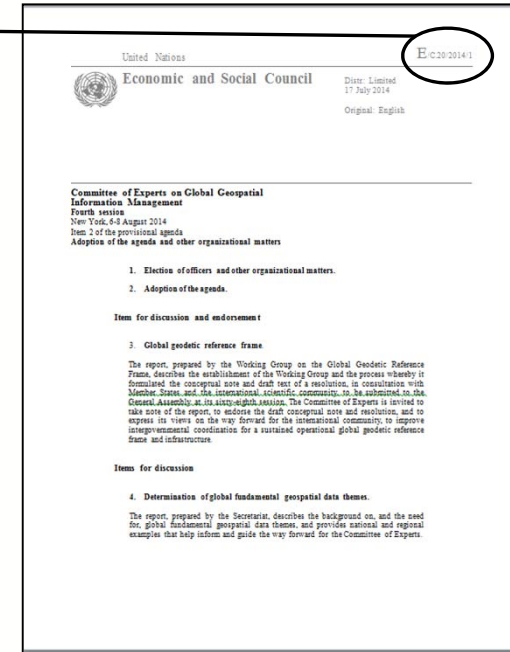 United Nations
E/C.20/2014/1
Economic and Social Council
Distr: Limited
17 July 2014
Original: English
Committee of Experts on Global Geospatial
Information Management
Fourth session
New York, 6-8 August 2014
Item 2 of the provisional agenda
Adoption of the agenda and other organizational matters
1. Election of officers and other organizational matters.
2. Adoption of the agenda.
Item for discussion and endorsement
3. Global geodetic reference frame.
The report, prepared by the Working Group on the Global Geodetic Reference
Frame, describes the establishment of the Working Group and the process whereby it
formulated the conceptual note and draft text of a resolution, in consultation with
Member States and the international scientific community, to be submitted to the
General Assembly at its sixty-eighth session. The Committee of Experts is invited to
take note of the report, to endorse the draft conceptual note and resolution, and to
express its views on the way forward for the international community, to improve
intergovernmental coordination for a sustained operational global geodetic reference
frame and infrastructure.
Items for discussion
4. Determination of global fundamental geospatial data themes.
The report, prepared by the Secretariat, describes the background on, and the need
for, global fundamental geospatial data themes, and provides national and regional
examples that help inform and guide the way forward for the Committee of Experts.